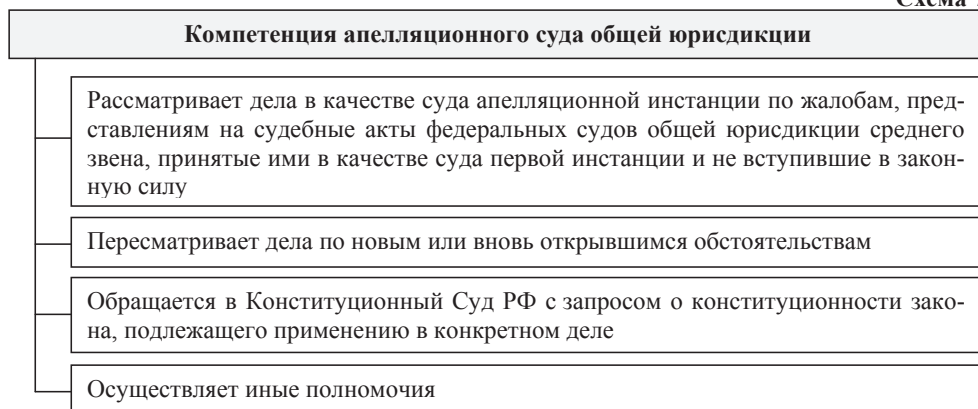 Схема
Компетенция апелляционного суда общей юрисдикции
Рассматривает дела в качестве суда апелляционной инстанции по жалобам, пред-
ставлениям на судебные акты федеральных судов общей юрисдикции среднего
звена, принятые ими в качестве суда первой инстанции и не вступившие в закон-
ную силу
Пересматривает дела по новым или вновь открывшимся обстоятельствам
Обращается в Конституционный Суд РФ с запросом о конституционности зако-
на, подлежащего применению в конкретном деле
Осуществляет иные полномочия